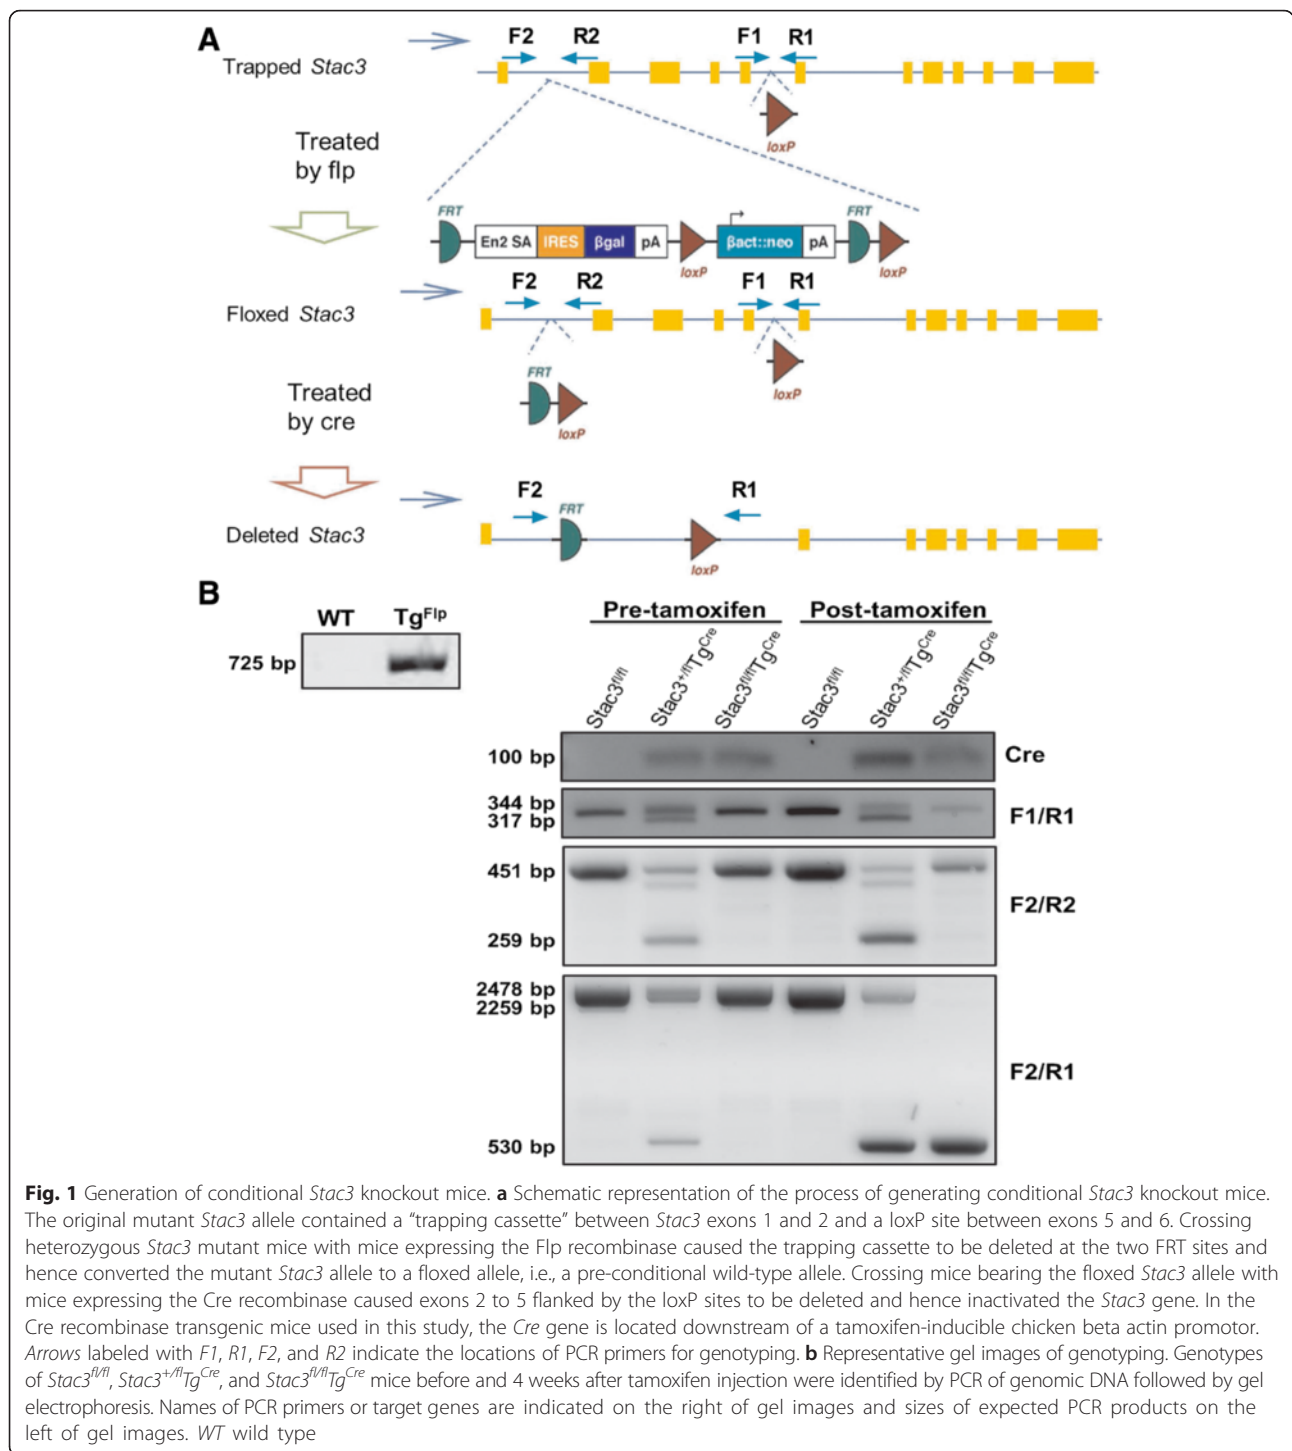 A
F2 R2 F1 R1
Trapped Stac3
loxP
Treated
by flp
FRT FRT
En2 SA IRES βgal pA βact::neo pA
loxP loxP
F2 R2 F1 R1
Floxed Stac3
FRT
loxP
loxP
Treated
by cre
F2 R1
FRT
Deleted Stac3
loxP
B
WT TgFlp
725 bp
Pre-tamoxifen Post-tamoxifen
Stac3fl/fl Stac3+/flTgCre Stac3fl/flTgCre Stac3fl/fl Stac3+/flTgCre Stac3fl/flTgCre
100 bp Cre
344 bp
317 bp F1/R1
451 bp
F2/R2
259 bp
2478 bp
2259 bp
F2/R1
530 bp
Fig. 1 Generation of conditional Stac3 knockout mice. a Schematic representation of the process of generating conditional Stac3 knockout mice.
The original mutant Stac3 allele contained a “trapping cassette” between Stac3 exons 1 and 2 and a loxP site between exons 5 and 6. Crossing
heterozygous Stac3 mutant mice with mice expressing the Flp recombinase caused the trapping cassette to be deleted at the two FRT sites and
hence converted the mutant Stac3 allele to a floxed allele, i.e., a pre-conditional wild-type allele. Crossing mice bearing the floxed Stac3 allele with
mice expressing the Cre recombinase caused exons 2 to 5 flanked by the loxP sites to be deleted and hence inactivated the Stac3 gene. In the
Cre recombinase transgenic mice used in this study, the Cre gene is located downstream of a tamoxifen-inducible chicken beta actin promotor.
Arrows labeled with F1, R1, F2, and R2 indicate the locations of PCR primers for genotyping. b Representative gel images of genotyping. Genotypes
of Stac3fl/fl, Stac3+/flTgCre, and Stac3fl/flTgCre mice before and 4 weeks after tamoxifen injection were identified by PCR of genomic DNA followed by gel
electrophoresis. Names of PCR primers or target genes are indicated on the right of gel images and sizes of expected PCR products on the
left of gel images. WT wild type